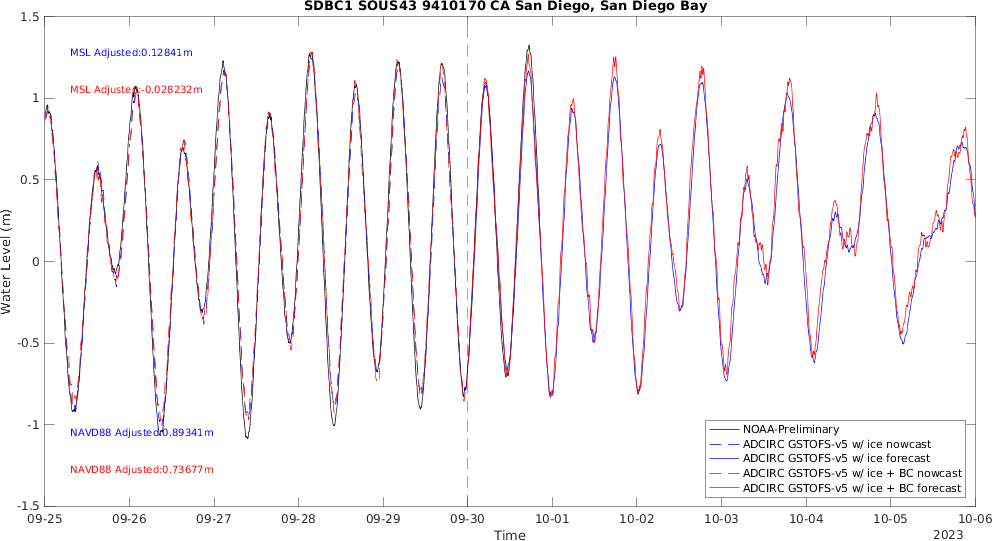 SDBC1 SOUS43 9410170 CA San Diego, San Diego Bay
1.5
MSL Adjusted:0.12841m
MSL Adjusted:-0.028232m
1
0.5
0
-0.5
-1
-1.5
Water Level (m)
NAVD88 Adjusted:0.89341m
NAVD88 Adjusted:0.73677m
NOAA-Preliminary
ADCIRC GSTOFS-v5 w/ ice nowcast
ADCIRC GSTOFS-v5 w/ ice forecast
ADCIRC GSTOFS-v5 w/ ice + BC nowcast
ADCIRC GSTOFS-v5 w/ ice + BC forecast
09-25 09-26 09-27 09-28 09-29 09-30 10-01 10-02 10-03 10-04 10-05 10-06
Time
2023